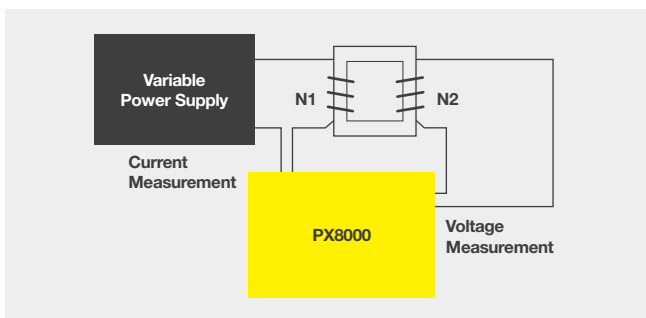 Variable
Power Supply
N1
N2
Current
Measurement
PX8000
Voltage
Measurement